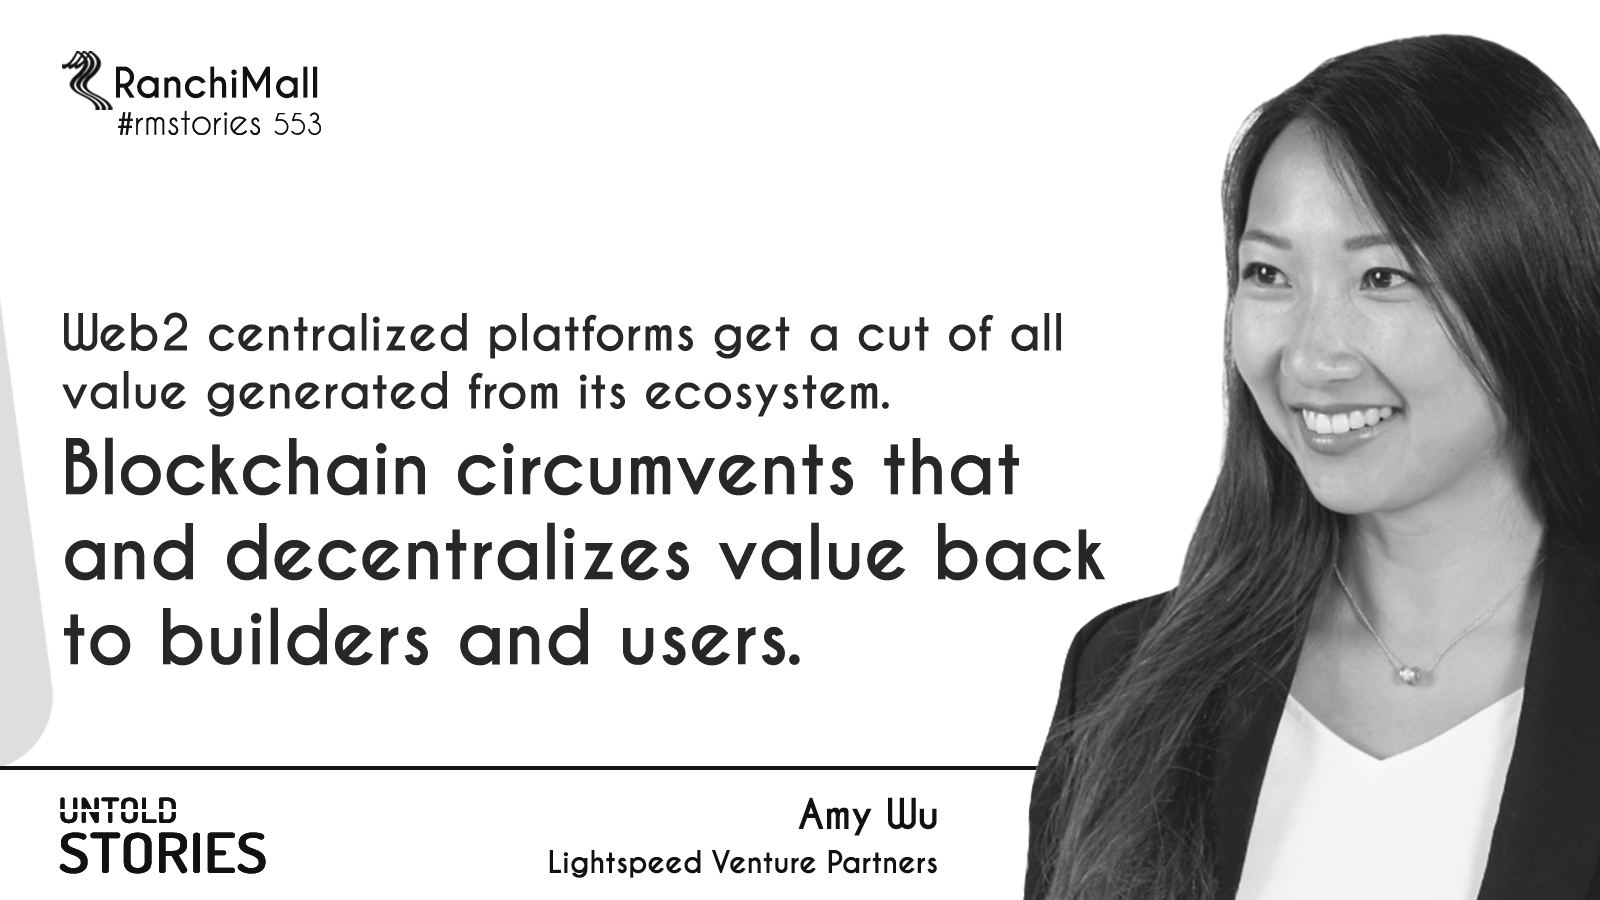 RanchiMall
#rmstories 553
Web2 centralized platforms get a cut of all
value generated from its ecosystem.
Blockchain circumvents that
and decentralizes value back
to builders and users.
UNTOLD
STORIES
Amy Wu
Lightspeed Venture Partners